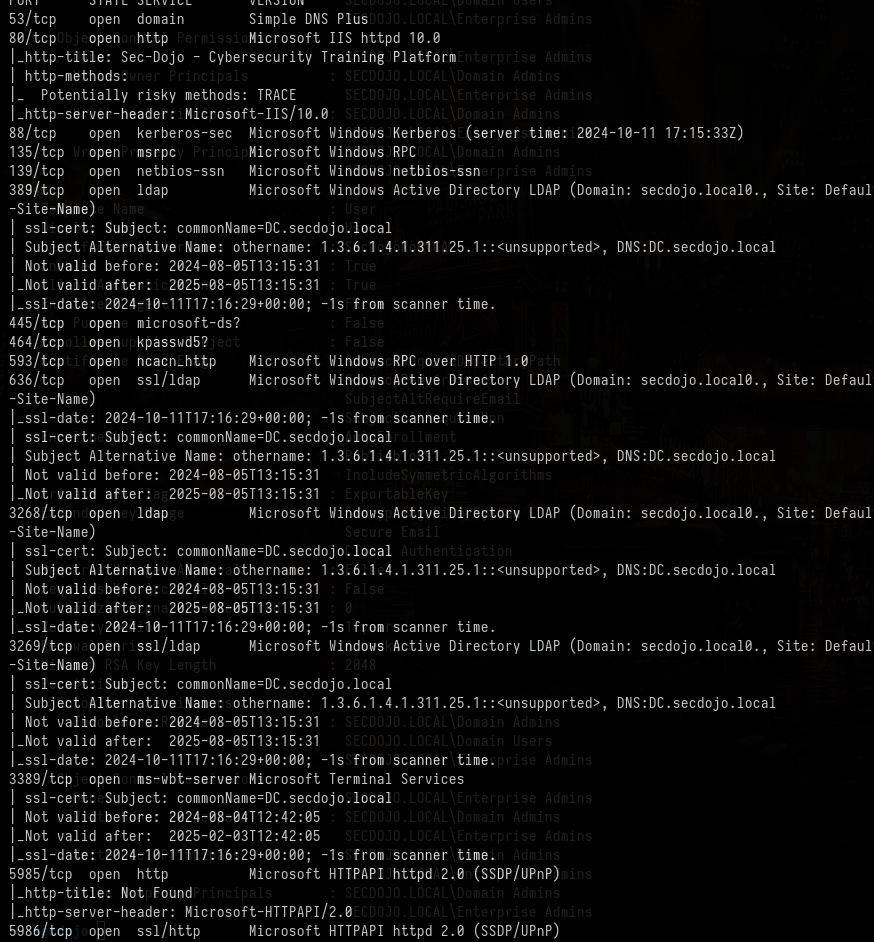 PORT     STATE SERVICE       VERSION
53/tcp   open  domain        Simple DNS Plus
80/tcp   open  http          Microsoft IIS httpd 10.0
|_http-title: Sec-Dojo - Cybersecurity Training Platform
| http-methods:
|_  Potentially risky methods: TRACE
|_http-server-header: Microsoft-IIS/10.0
88/tcp   open  kerberos-sec  Microsoft Windows Kerberos (server time: 2024-10-11 17:15:33Z)
135/tcp  open  msrpc         Microsoft Windows RPC
139/tcp  open  netbios-ssn   Microsoft Windows netbios-ssn
389/tcp  open  ldap          Microsoft Windows Active Directory LDAP (Domain: secdojo.local0., Site: Defaul
-Site-Name)
| ssl-cert: Subject: commonName=DC.secdojo.local
| Subject Alternative Name: othername: 1.3.6.1.4.1.311.25.1::<unsupported>, DNS:DC.secdojo.local
| Not valid before: 2024-08-05T13:15:31
|_Not valid after:  2025-08-05T13:15:31
|_ssl-date: 2024-10-11T17:16:29+00:00; -1s from scanner time.
445/tcp  open  microsoft-ds?
464/tcp  open  kpasswd5?
593/tcp  open  ncacn_http    Microsoft Windows RPC over HTTP 1.0
636/tcp  open  ssl/ldap      Microsoft Windows Active Directory LDAP (Domain: secdojo.local0., Site: Defaul
-Site-Name)
|_ssl-date: 2024-10-11T17:16:29+00:00; -1s from scanner time.
| ssl-cert: Subject: commonName=DC.secdojo.local
| Subject Alternative Name: othername: 1.3.6.1.4.1.311.25.1::<unsupported>, DNS:DC.secdojo.local
| Not valid before: 2024-08-05T13:15:31
|_Not valid after:  2025-08-05T13:15:31
3268/tcp open  ldap          Microsoft Windows Active Directory LDAP (Domain: secdojo.local0., Site: Defaul
-Site-Name)
| ssl-cert: Subject: commonName=DC.secdojo.local
| Subject Alternative Name: othername: 1.3.6.1.4.1.311.25.1::<unsupported>, DNS:DC.secdojo.local
| Not valid before: 2024-08-05T13:15:31
|_Not valid after:  2025-08-05T13:15:31
|_ssl-date: 2024-10-11T17:16:29+00:00; -1s from scanner time.
3269/tcp open  ssl/ldap      Microsoft Windows Active Directory LDAP (Domain: secdojo.local0., Site: Defaul
-Site-Name)
| ssl-cert: Subject: commonName=DC.secdojo.local
| Subject Alternative Name: othername: 1.3.6.1.4.1.311.25.1::<unsupported>, DNS:DC.secdojo.local
| Not valid before: 2024-08-05T13:15:31
|_Not valid after:  2025-08-05T13:15:31
|_ssl-date: 2024-10-11T17:16:29+00:00; -1s from scanner time.
3389/tcp open  ms-wbt-server Microsoft Terminal Services
| ssl-cert: Subject: commonName=DC.secdojo.local
| Not valid before: 2024-08-04T12:42:05
|_Not valid after:  2025-02-03T12:42:05
|_ssl-date: 2024-10-11T17:16:29+00:00; -1s from scanner time.
5985/tcp open  http          Microsoft HTTPAPI httpd 2.0 (SSDP/UPnP)
|_http-title: Not Found
|_http-server-header: Microsoft-HTTPAPI/2.0
5986/tcp open  ssl/http      Microsoft HTTPAPI httpd 2.0 (SSDP/UPnP)